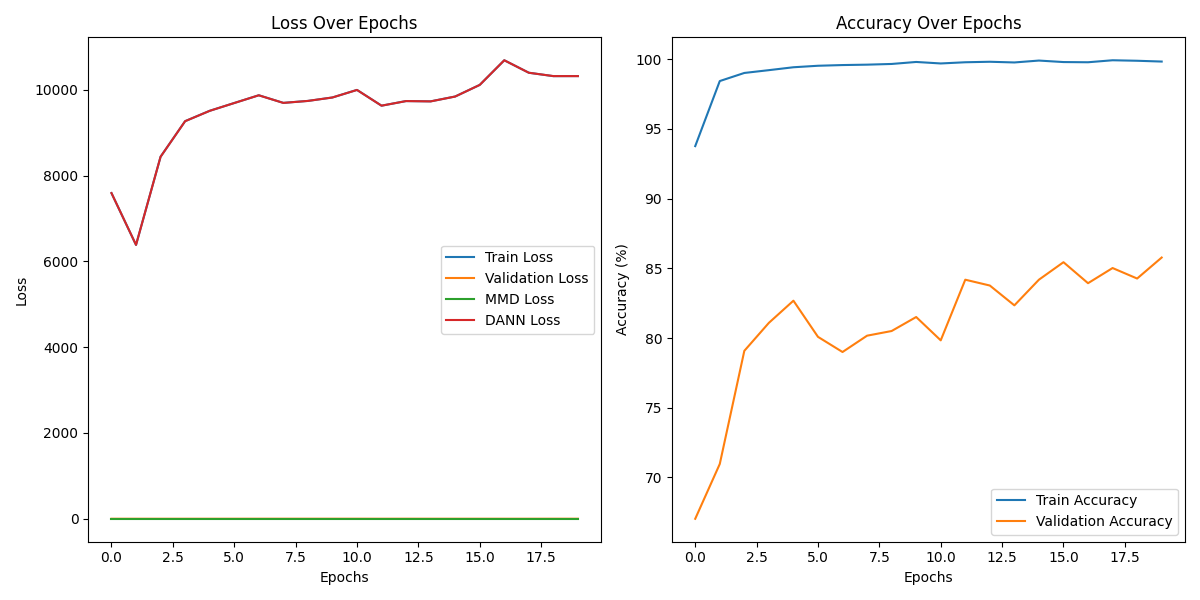 Loss Over Epochs
Loss
10000
8000
6000
4000
2000
0
Train Loss
Validation Loss
MMD Loss
DANN Loss
0.0 2.5 5.0 7.5 10.0 12.5 15.0 17.5
Epochs
Accuracy Over Epochs
Accuracy (%)
100
95
90
85
80
75
70
Train Accuracy
Validation Accuracy
0.0 2.5 5.0 7.5 10.0 12.5 15.0 17.5
Epochs